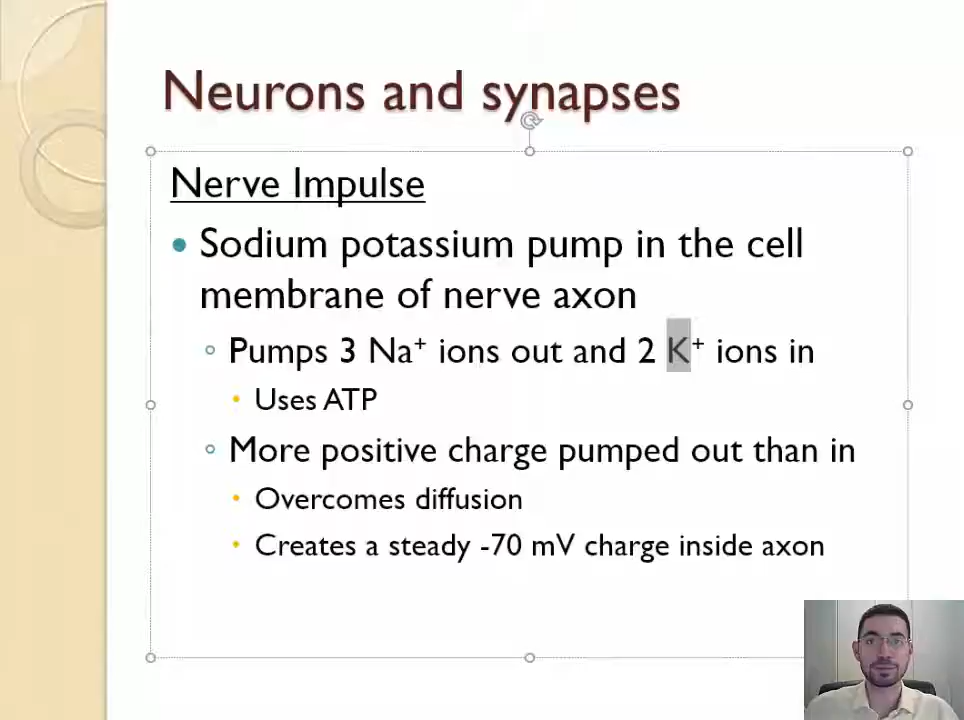 Neurons and synapses
Nerve Impulse
• Sodium potassium pump in the cell
membrane of nerve axon
◦ Pumps 3 Na⁺ ions out and 2 K⁺ ions in
• Uses ATP
◦ More positive charge pumped out than in
• Overcomes diffusion
• Creates a steady -70 mV charge inside axon